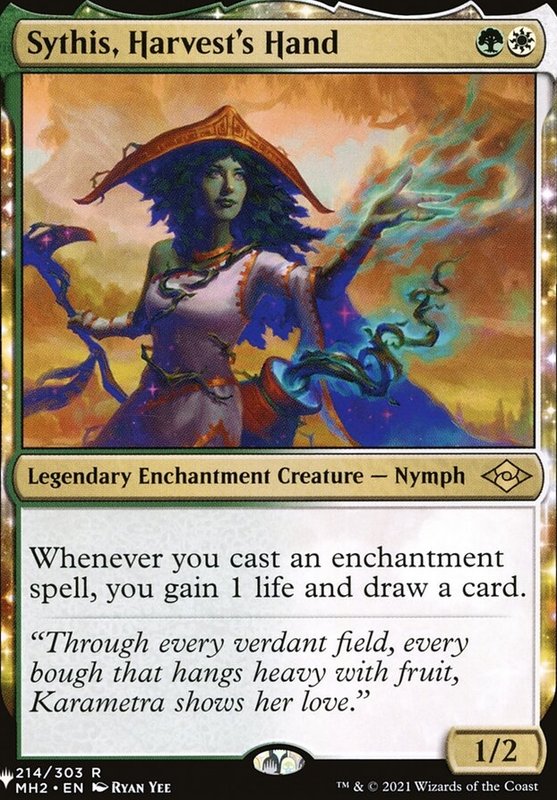 Sythis, Harvest's Hand
Legendary Enchantment Creature — Nymph
Whenever you cast an enchantment
spell, you gain 1 life and draw a card.
“Through every verdant field, every
bough that hangs heavy with fruit,
Karametra shows her love.”
1/2
214/303 R
MH2 • EN Ryan Yee
™ & © 2021 Wizards of the Coast